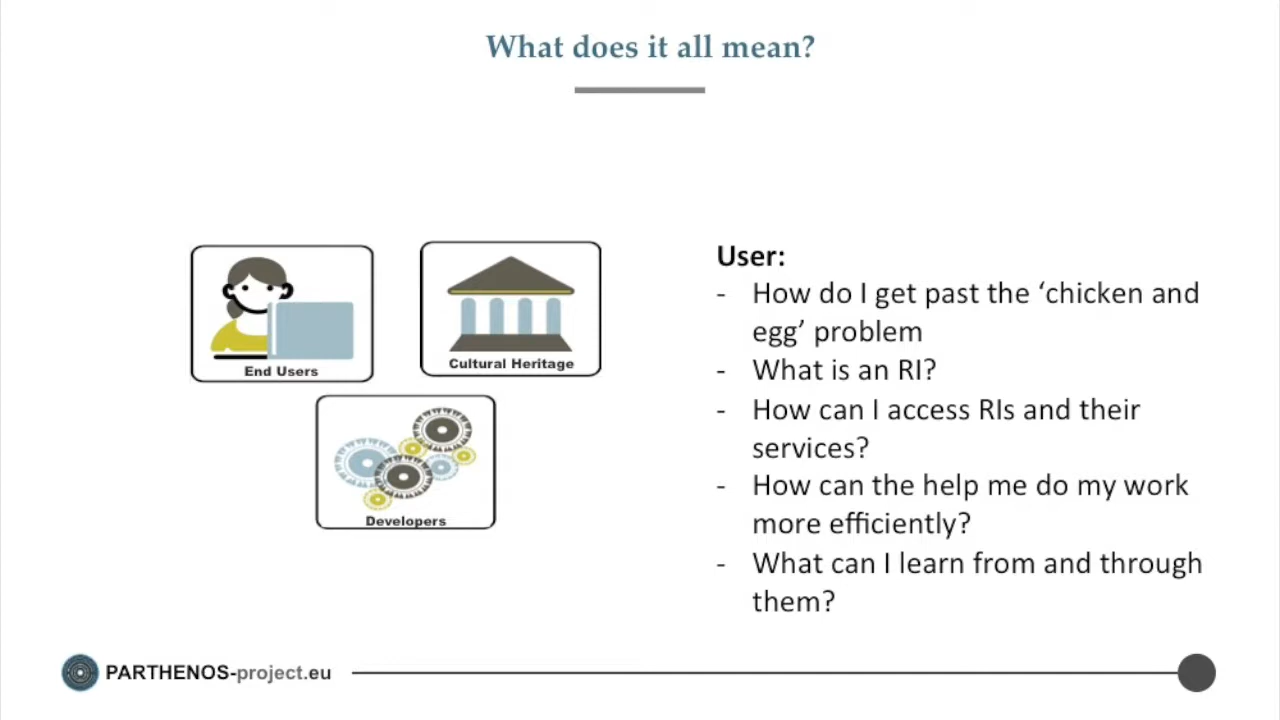 What does it all mean?
End Users
Cultural Heritage
Developers
User:
- How do I get past the ‘chicken and
egg’ problem
- What is an RI?
- How can I access RIs and their
services?
- How can the help me do my work
more efficiently?
- What can I learn from and through
them?
PARTHENOS-project.eu